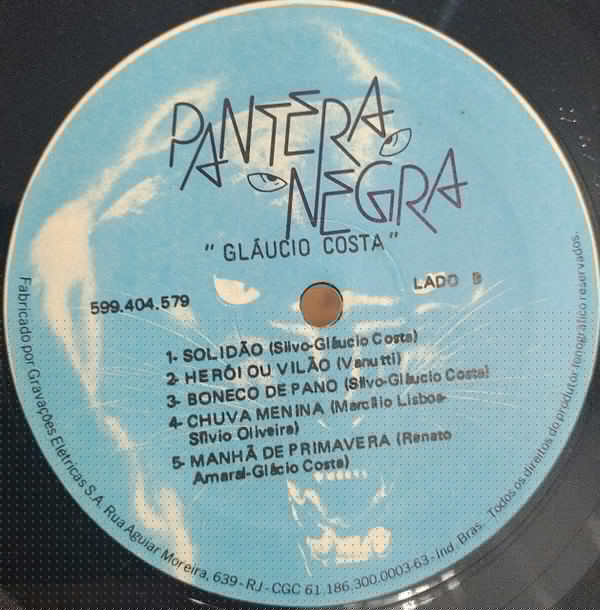 PANTERA
NEGRA
"GLÁUCIO COSTA"
LADO B
599.404.579
1- SOLIDÃO (Silvo-Gláucio Costa)
2- HERÓI OU VILÃO (Vanutti)
3- BONECO DE PANO (Silvo-Gláucio Costa)
4- CHUVA MENINA (Marcílio Lisboa-
Sílvio Oliveira)
5- MANHÃ DE PRIMAVERA (Renato
Amaral-Glácio Costa)
Fabricado por Gravações Elétricas S.A. Rua Aguiar Moreira, 639 - RJ - CGC 61.186.300.0003-63 - Ind. Bras. - Todos os direitos do produtor fonográfico reservados.